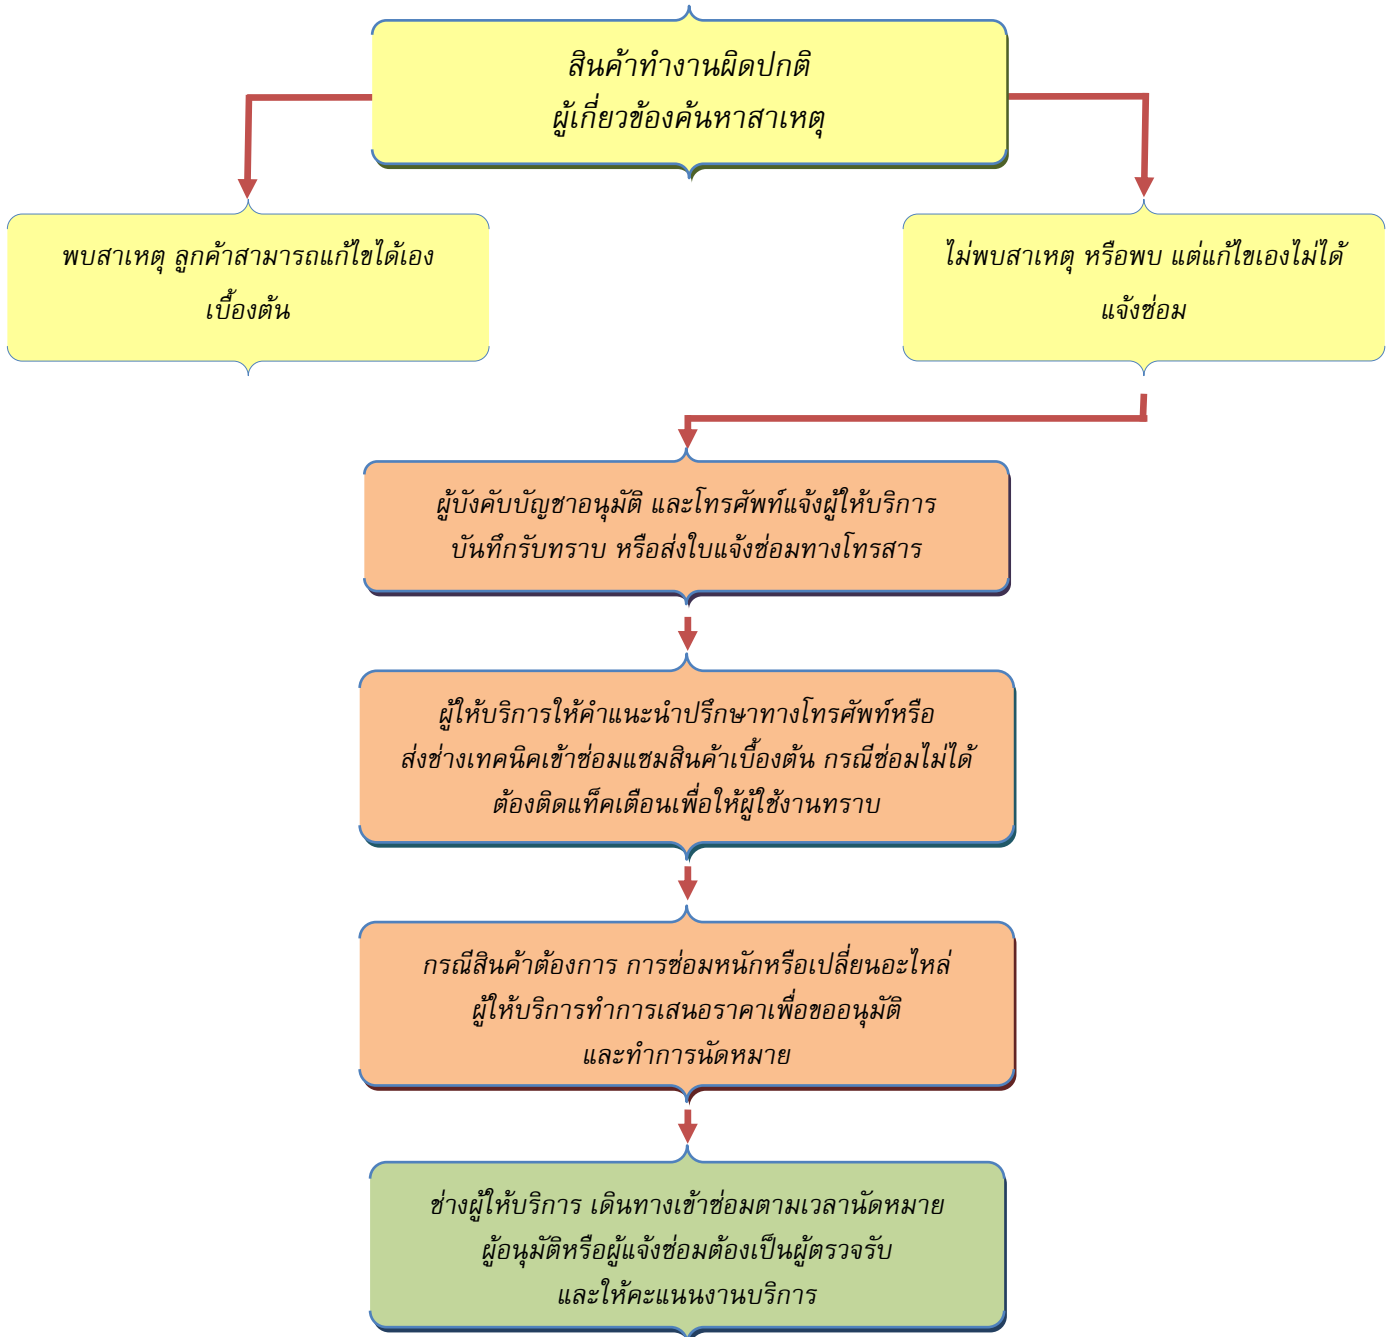 สินค้าทำงานผิดปกติ
ผู้เกี่ยวข้องค้นหาสาเหตุ
พบสาเหตุ ลูกค้าสามารถแก้ไขได้เอง
เบื้องต้น
ไม่พบสาเหตุ หรือพบ แต่แก้ไขเองไม่ได้
แจ้งซ่อม
ผู้บังคับบัญชาอนุมัติ และโทรศัพท์แจ้งผู้ให้บริการ
บันทึกรับทราบ หรือส่งใบแจ้งซ่อมทางโทรสาร
ผู้ให้บริการให้คำแนะนำปรึกษาทางโทรศัพท์หรือ
ส่งช่างเทคนิคเข้าซ่อมแซมสินค้าเบื้องต้น กรณีซ่อมไม่ได้
ต้องติดแท็คเตือนเพื่อให้ผู้ใช้งานทราบ
กรณีสินค้าต้องการ การซ่อมหนักหรือเปลี่ยนอะไหล่
ผู้ให้บริการทำการเสนอราคาเพื่อขออนุมัติ
และทำการนัดหมาย
ช่างผู้ให้บริการ เดินทางเข้าซ่อมตามเวลานัดหมาย
ผู้อนุมัติหรือผู้แจ้งซ่อมต้องเป็นผู้ตรวจรับ
และให้คะแนนงานบริการ